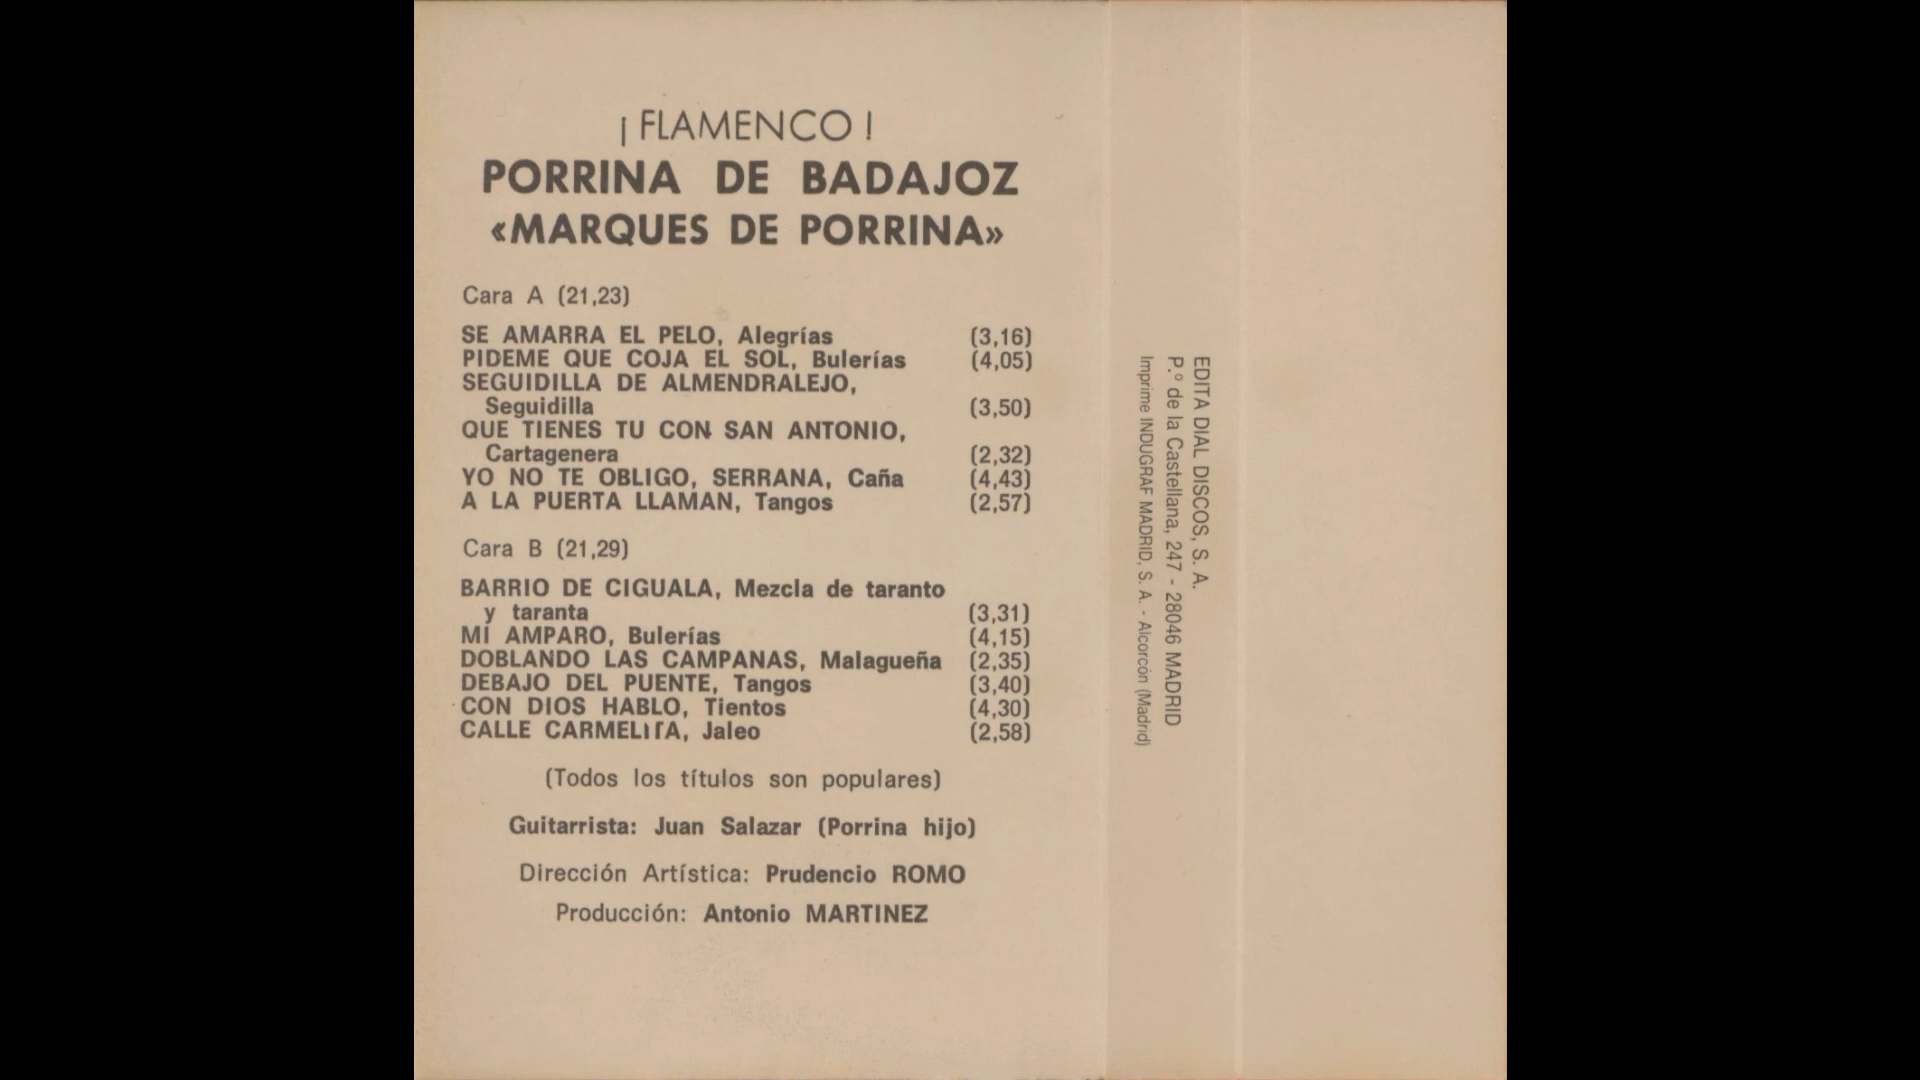 ¡FLAMENCO!
PORRINA DE BADAJOZ
«MARQUES DE PORRINA»
Cara A (21,23)
SE AMARRA EL PELO, Alegrías (3,16)
PIDEME QUE COJA EL SOL, Bulerías (4,05)
SEGUIDILLA DE ALMENDRALEJO,
Seguidilla (3,50)
QUE TIENES TU CON SAN ANTONIO,
Cartagenera (2,32)
YO NO TE OBLIGO, SERRANA, Caña (4,43)
A LA PUERTA LLAMAN, Tangos (2,57)
Cara B (21,29)
BARRIO DE CIGUALA, Mezcla de taranto
y taranta (3,31)
MI AMPARO, Bulerías (4,15)
DOBLANDO LAS CAMPANAS, Malagueña (2,35)
DEBAJO DEL PUENTE, Tangos (3,40)
CON DIOS HABLO, Tientos (4,30)
CALLE CARMELITA, Jaleo (2,58)
(Todos los títulos son populares)
Guitarrista: Juan Salazar (Porrina hijo)
Dirección Artística: Prudencio ROMO
Producción: Antonio MARTINEZ
EDITA DIAL DISCOS, S. A.
P.º de la Castellana, 247 - 28046 MADRID
Imprime INDUGRAF MADRID, S. A. - Alcorcón (Madrid)